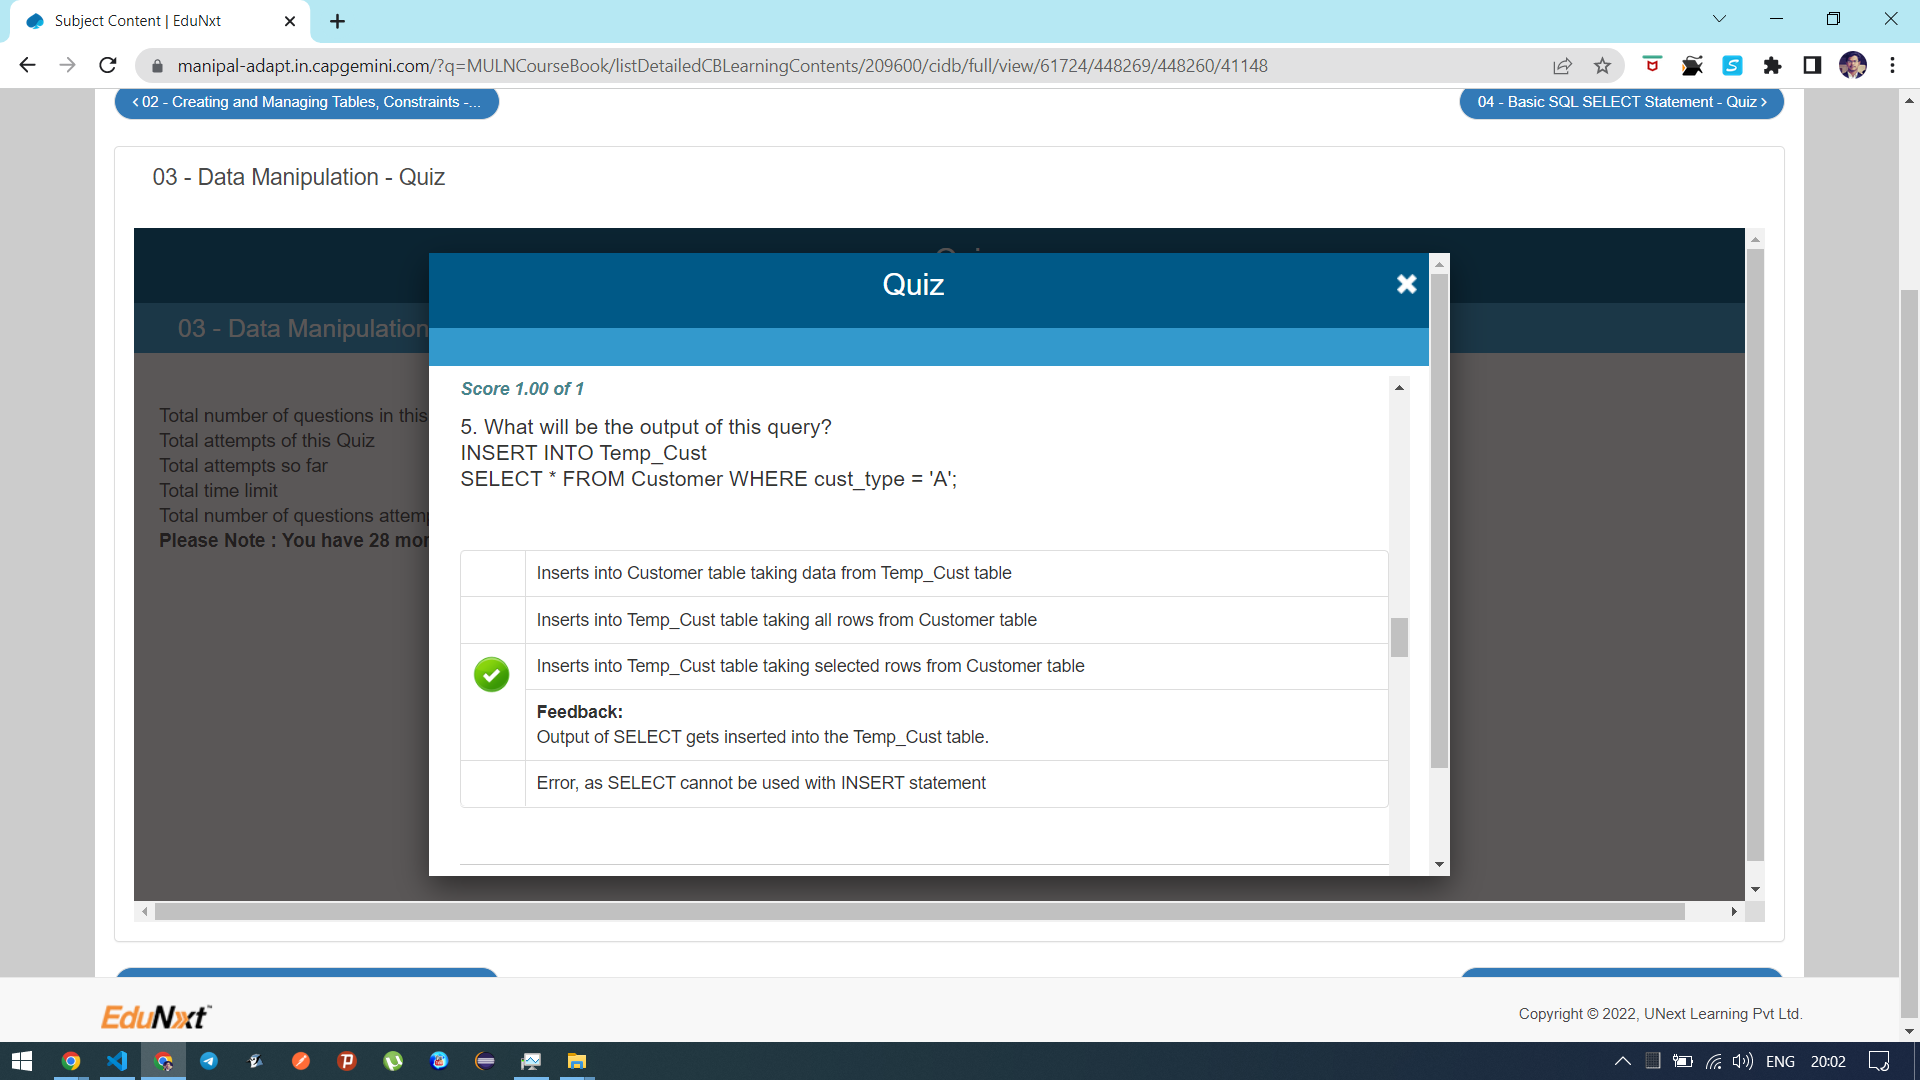 Subject Content | EduNxt
manipal-adapt.in.capgemini.com/?q=MULNCourseBook/listDetailedCBLearningContents/209600/cidb/full/view/61724/448269/448260/41148
02 - Creating and Managing Tables, Constraints -...
04 - Basic SQL SELECT Statement - Quiz
03 - Data Manipulation - Quiz
Quiz
03 - Data Manipulation
Total number of questions in this
Total attempts of this Quiz
Total attempts so far
Total time limit
Total number of questions attem
Please Note : You have 28 mor
Score 1.00 of 1
5. What will be the output of this query?
INSERT INTO Temp_Cust
SELECT * FROM Customer WHERE cust_type = 'A';
Inserts into Customer table taking data from Temp_Cust table
Inserts into Temp_Cust table taking all rows from Customer table
Inserts into Temp_Cust table taking selected rows from Customer table
Feedback:
Output of SELECT gets inserted into the Temp_Cust table.
Error, as SELECT cannot be used with INSERT statement
EduNxt™
Copyright © 2022, UNext Learning Pvt Ltd.
ENG
20:02